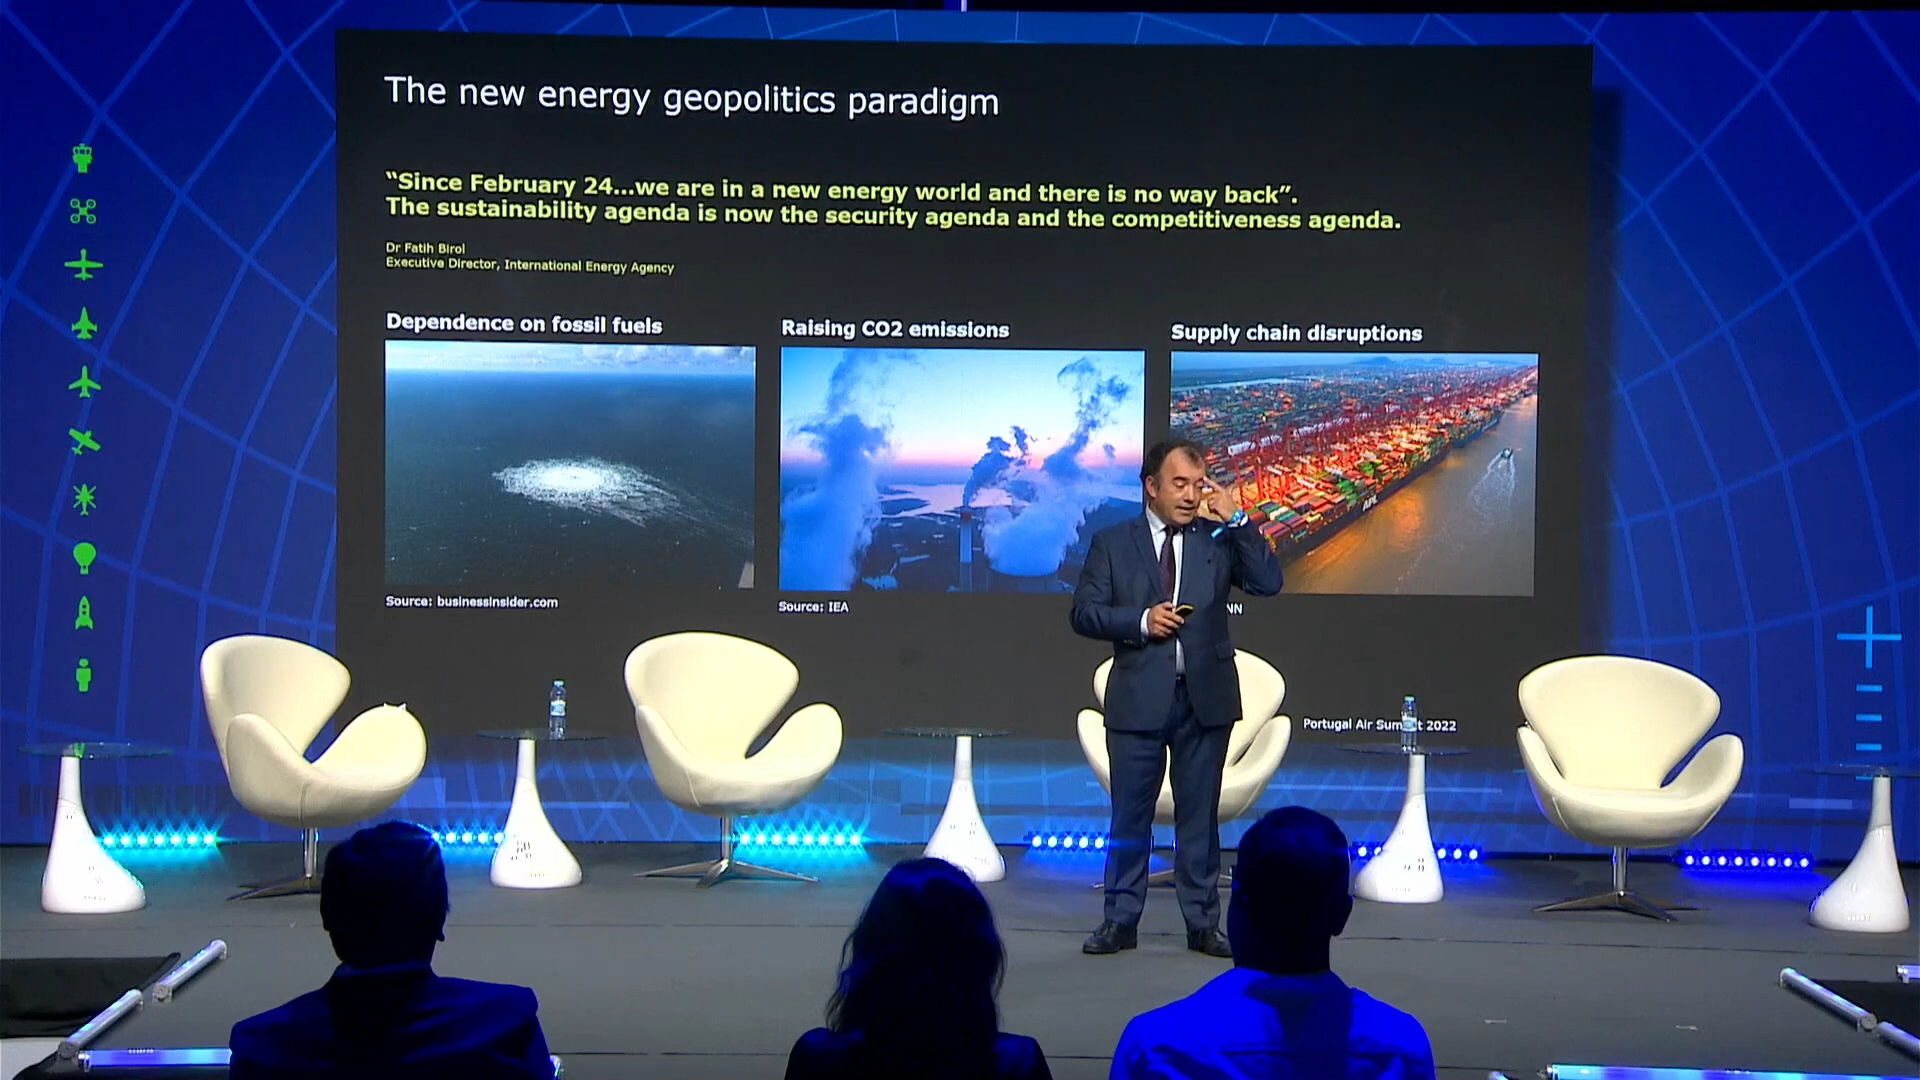 The new energy geopolitics paradigm
“Since February 24...we are in a new energy world and there is no way back”.
The sustainability agenda is now the security agenda and the competitiveness agenda.
Dr Fatih Birol
Executive Director, International Energy Agency
Dependence on fossil fuels
Raising CO2 emissions
Supply chain disruptions
APL
Source: businessinsider.com
Source: IEA
NN
Portugal Air Summit 2022